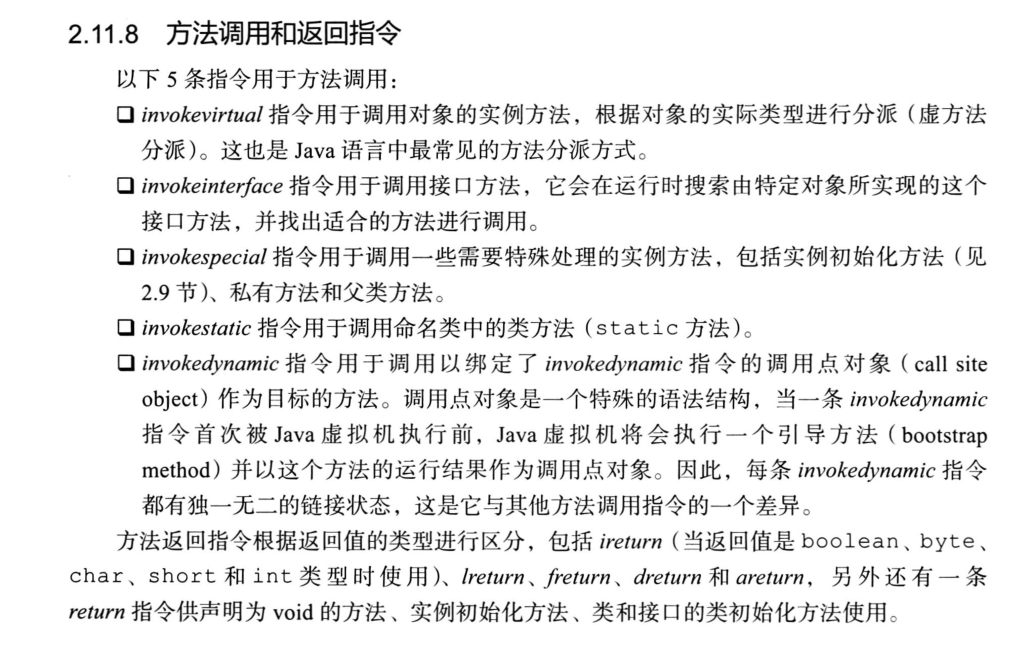 2.11.8 方法调用和返回指令
以下 5 条指令用于方法调用：
❑ invokevirtual 指令用于调用对象的实例方法，根据对象的实际类型进行分派（虚方法
分派）。这也是 Java 语言中最常见的方法分派方式。
❑ invokeinterface 指令用于调用接口方法，它会在运行时搜索由特定对象所实现的这个
接口方法，并找出适合的方法进行调用。
❑ invokespecial 指令用于调用一些需要特殊处理的实例方法，包括实例初始化方法（见
2.9 节）、私有方法和父类方法。
❑ invokestatic 指令用于调用命名类中的类方法（static 方法）。
❑ invokedynamic 指令用于调用以绑定了 invokedynamic 指令的调用点对象（call site
object）作为目标的方法。调用点对象是一个特殊的语法结构，当一条 invokedynamic
指令首次被 Java 虚拟机执行前，Java 虚拟机将会执行一个引导方法（bootstrap
method）并以这个方法的运行结果作为调用点对象。因此，每条 invokedynamic 指令
都有独一无二的链接状态，这是它与其他方法调用指令的一个差异。
方法返回指令根据返回值的类型进行区分，包括 ireturn（当返回值是 boolean、byte、
char、short 和 int 类型时使用）、lreturn、freturn、dreturn 和 areturn，另外还有一条
return 指令供声明为 void 的方法、实例初始化方法、类和接口的类初始化方法使用。